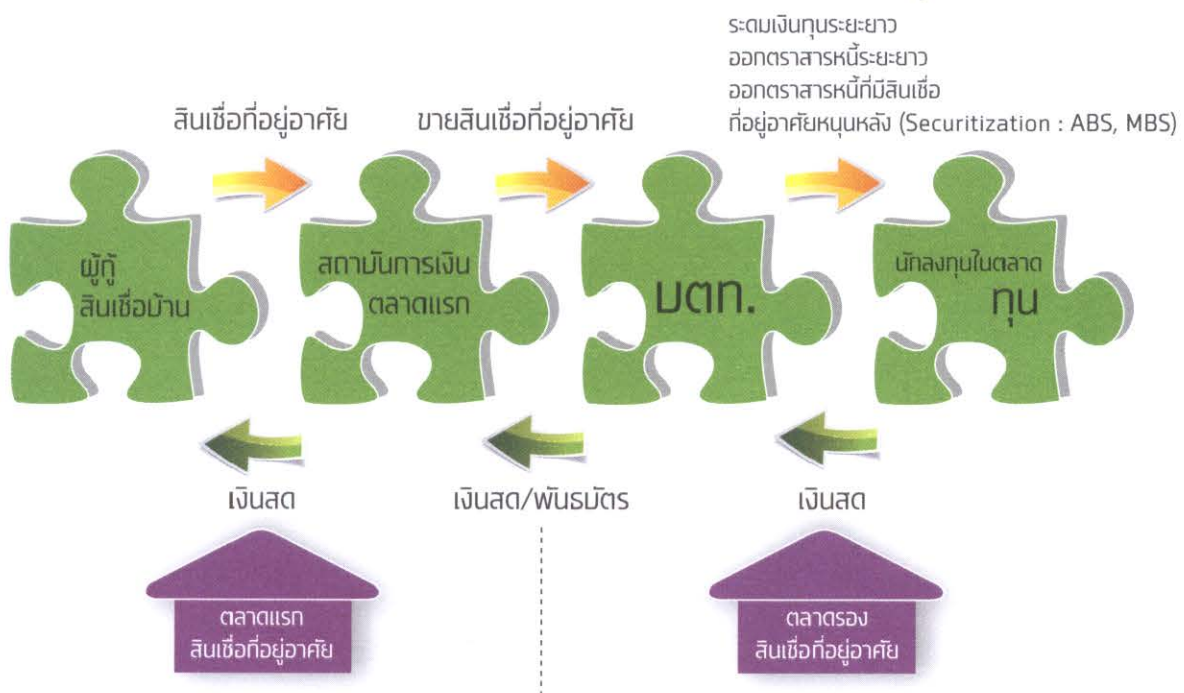 ระดมเงินทุนระยะยาว
ออกตราสารหนี้ระยะยาว
ออกตราสารหนี้ที่มีสินเชื่อ
ที่อยู่อาศัยหนุนหลัง (Securitization : ABS, MBS)
สินเชื่อที่อยู่อาศัย
ขายสินเชื่อที่อยู่อาศัย
ผู้กู้
สินเชื่อบ้าน
สถาบันการเงิน
ตลาดแรก
บตท.
นักลงทุนในตลาด
ทุน
เงินสด
เงินสด/พันธบัตร
เงินสด
ตลาดแรก
สินเชื่อที่อยู่อาศัย
ตลาดรอง
สินเชื่อที่อยู่อาศัย